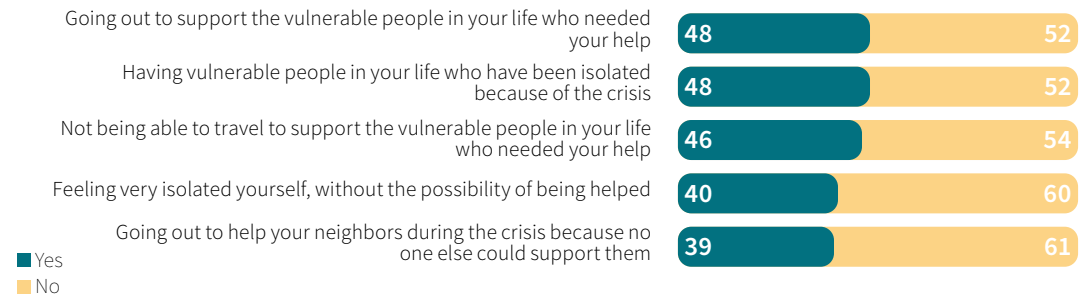 Going out to support the vulnerable people in your life who needed
your help
48
52
Having vulnerable people in your life who have been isolated
because of the crisis
48
52
Not being able to travel to support the vulnerable people in your life
who needed your help
46
54
Feeling very isolated yourself, without the possibility of being helped
40
60
Going out to help your neighbors during the crisis because no
one else could support them
39
61
Yes
No